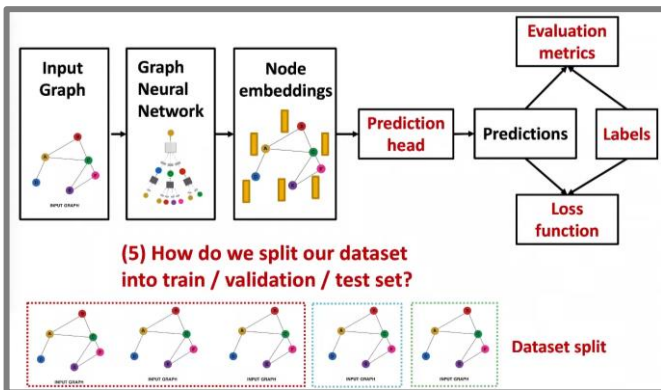 Evaluation
metrics
Input
Graph
Graph
Neural
Network
Node
embeddings
Prediction
head
Predictions
Labels
Loss
function
INPUT GRAPH
INPUT GRAPH
(5) How do we split our dataset
into train / validation / test set?
Dataset split
INPUT GRAPH
INPUT GRAPH
INPUT GRAPH
INPUT GRAPH
INPUT GRAPH